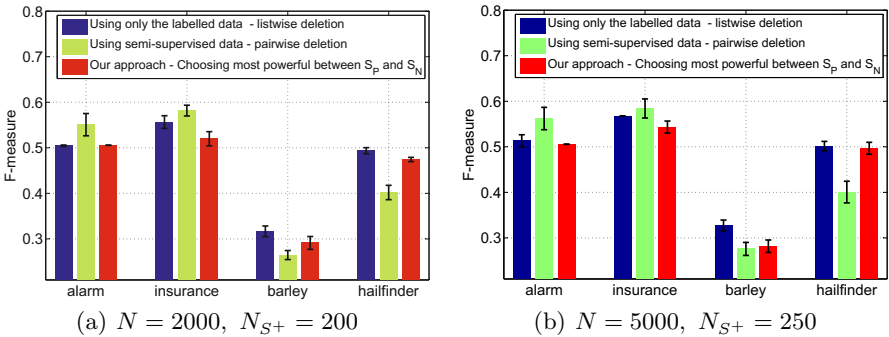 0.8
0.7
0.6
0.5
0.4
0.3
F-measure
Using only the labelled data - listwise deletion
Using semi-supervised data - pairwise deletion
Our approach - Choosing most powerful between S_P and S_N
alarm insurance barley hailfinder
(a) N = 2000, N_{S+} = 200
0.8
0.7
0.6
0.5
0.4
0.3
F-measure
Using only the labelled data - listwise deletion
Using semi-supervised data - pairwise deletion
Our approach - Choosing most powerful between S_P and S_N
alarm insurance barley hailfinder
(b) N = 5000, N_{S+} = 250